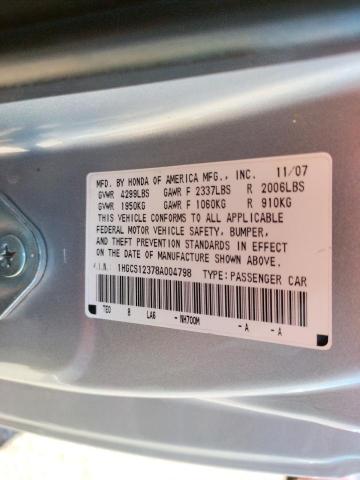 MFD. BY HONDA OF AMERICA MFG., INC. 11/07
GVWR 4299LBS GAWR F 2337LBS R 2006LBS
GVWR 1950KG GAWR F 1060KG R 910KG
THIS VEHICLE CONFORMS TO ALL APPLICABLE
FEDERAL MOTOR VEHICLE SAFETY, BUMPER,
AND THEFT PREVENTION STANDARDS IN EFFECT
ON THE DATE OF MANUFACTURE SHOWN ABOVE.
V.I.N. 1HGCS12378A004798 TYPE: PASSENGER CAR
TE0 B LA6 -NH700M -A -A